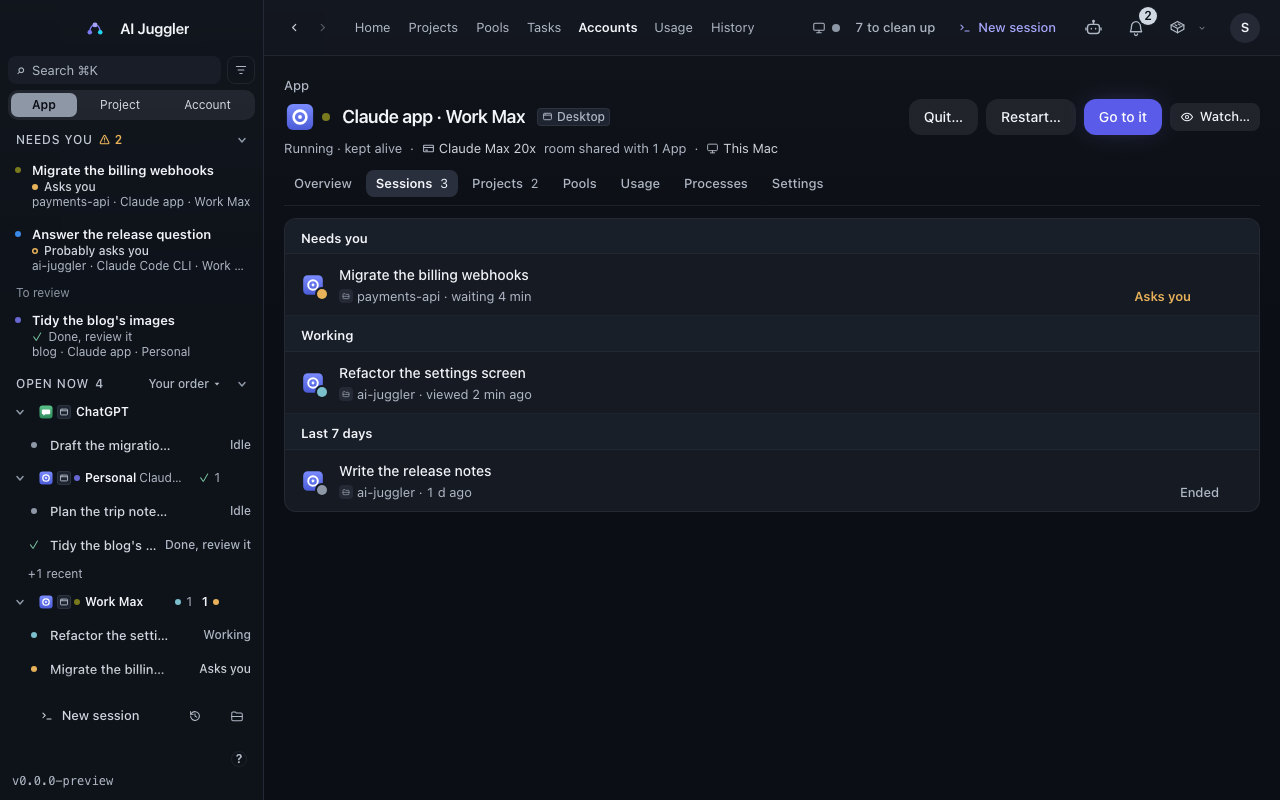 AI Juggler
Search ⌘K
App Project Account
NEEDS YOU 2
Migrate the billing webhooks
Asks you
payments-api · Claude app · Work Max
Answer the release question
Probably asks you
ai-juggler · Claude Code CLI · Work ...
To review
Tidy the blog's images
Done, review it
blog · Claude app · Personal
OPEN NOW 4 Your order
ChatGPT
Draft the migratio... Idle
Personal Claud... 1
Plan the trip note... Idle
Tidy the blog's ... Done, review it
+1 recent
Work Max 1 1
Refactor the setti... Working
Migrate the billin... Asks you
New session
?
v0.0.0-preview
Home Projects Pools Tasks Accounts Usage History 7 to clean up New session 2 S
App
Claude app · Work Max Desktop Quit... Restart... Go to it Watch...
Running · kept alive · Claude Max 20x room shared with 1 App · This Mac
Overview Sessions 3 Projects 2 Pools Usage Processes Settings
Needs you
Migrate the billing webhooks
payments-api · waiting 4 min Asks you
Working
Refactor the settings screen
ai-juggler · viewed 2 min ago
Last 7 days
Write the release notes
ai-juggler · 1 d ago Ended